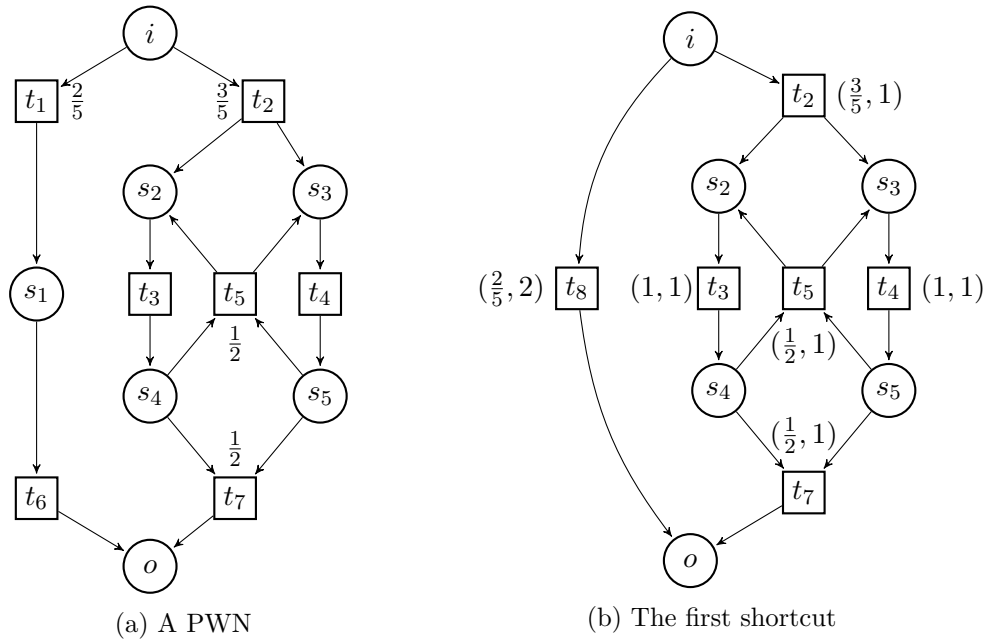 i
t₁
2/5
3/5
t₂
s₂
s₃
s₁
t₃
t₅
t₄
1/2
s₄
s₅
1/2
t₆
t₇
o
(a) A PWN
i
t₂
(3/5, 1)
s₂
s₃
(2/5, 2)
t₈
(1, 1)
t₃
t₅
t₄
(1, 1)
(1/2, 1)
s₄
s₅
(1/2, 1)
t₇
o
(b) The first shortcut